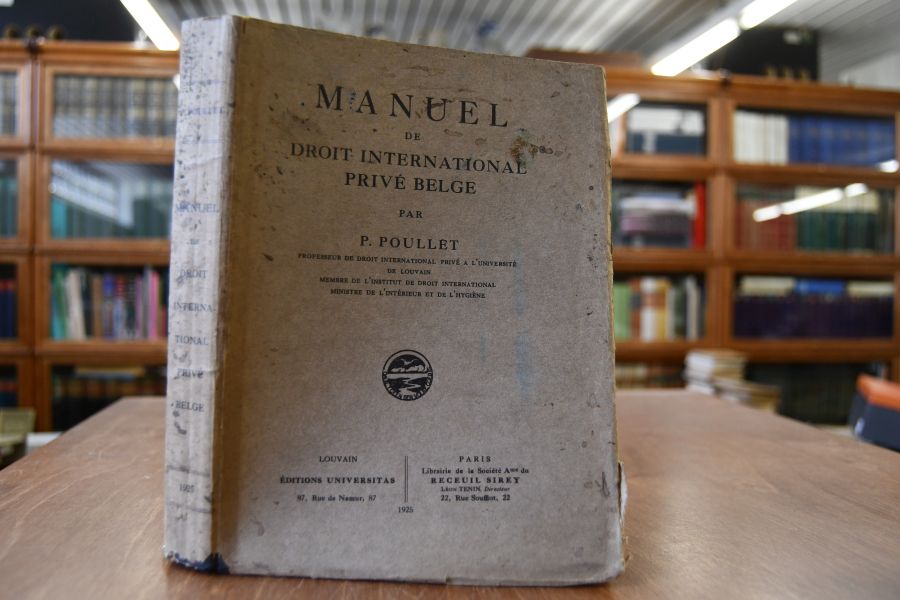 MANUEL
DE
DROIT INTERNATIONAL
PRIVÉ BELGE
PAR
P. POULLET
PROFESSEUR DE DROIT INTERNATIONAL PRIVÉ A L'UNIVERSITÉ
DE LOUVAIN
MEMBRE DE L'INSTITUT DE DROIT INTERNATIONAL
MINISTRE DE L'INTÉRIEUR ET DE L'HYGIÈNE
LOUVAIN
ÉDITIONS UNIVERSITAS
87, Rue de Namur, 87
PARIS
Librairie de la Société Ame du
RECEUIL SIREY
LÉON TENIN, Directeur
22, Rue Soufflot, 22
1925
MANUEL
DE
DROIT
INTERNA
TIONAL
PRIVÉ
BELGE
1925